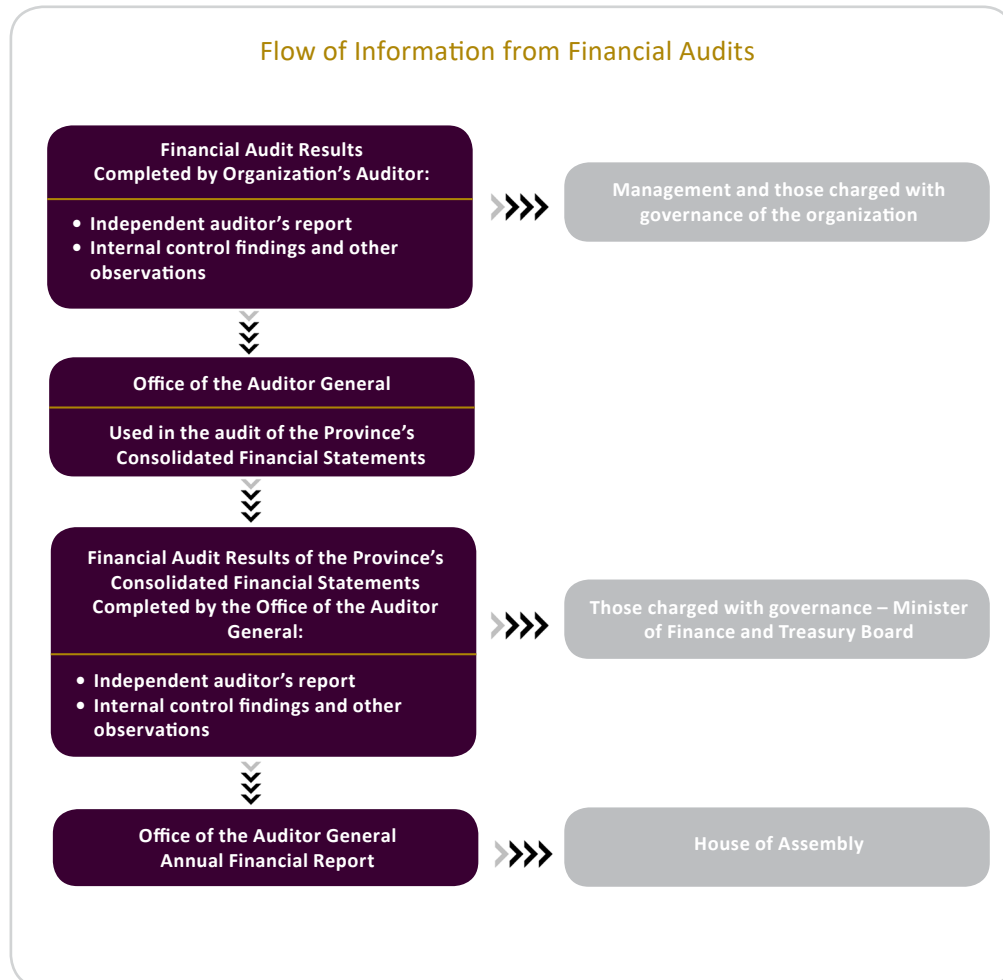 Flow of Information from Financial Audits
Financial Audit Results
Completed by Organization's Auditor:
• Independent auditor's report
• Internal control findings and other
observations
Management and those charged with
governance of the organization
Office of the Auditor General
Used in the audit of the Province's
Consolidated Financial Statements
Financial Audit Results of the Province's
Consolidated Financial Statements
Completed by the Office of the Auditor
General:
• Independent auditor's report
• Internal control findings and other
observations
Those charged with governance – Minister
of Finance and Treasury Board
Office of the Auditor General
Annual Financial Report
House of Assembly